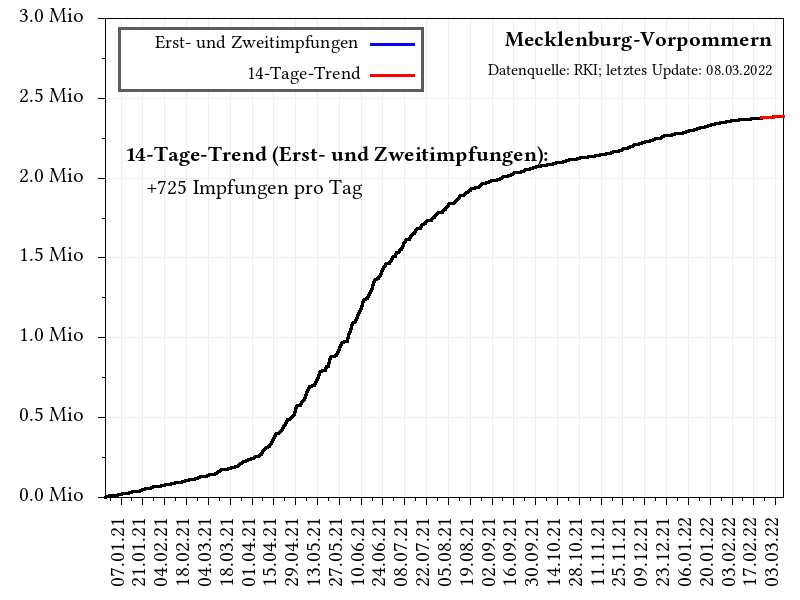 3.0 Mio
2.5 Mio
2.0 Mio
1.5 Mio
1.0 Mio
0.5 Mio
0.0 Mio
Erst- und Zweitimpfungen
14-Tage-Trend
Mecklenburg-Vorpommern
Datenquelle: RKI; letztes Update: 08.03.2022
14-Tage-Trend (Erst- und Zweitimpfungen):
+725 Impfungen pro Tag
07.01.21
21.01.21
04.02.21
18.02.21
04.03.21
18.03.21
01.04.21
15.04.21
29.04.21
13.05.21
27.05.21
10.06.21
24.06.21
08.07.21
22.07.21
05.08.21
19.08.21
02.09.21
16.09.21
30.09.21
14.10.21
28.10.21
11.11.21
25.11.21
09.12.21
23.12.21
06.01.22
20.01.22
03.02.22
17.02.22
03.03.22